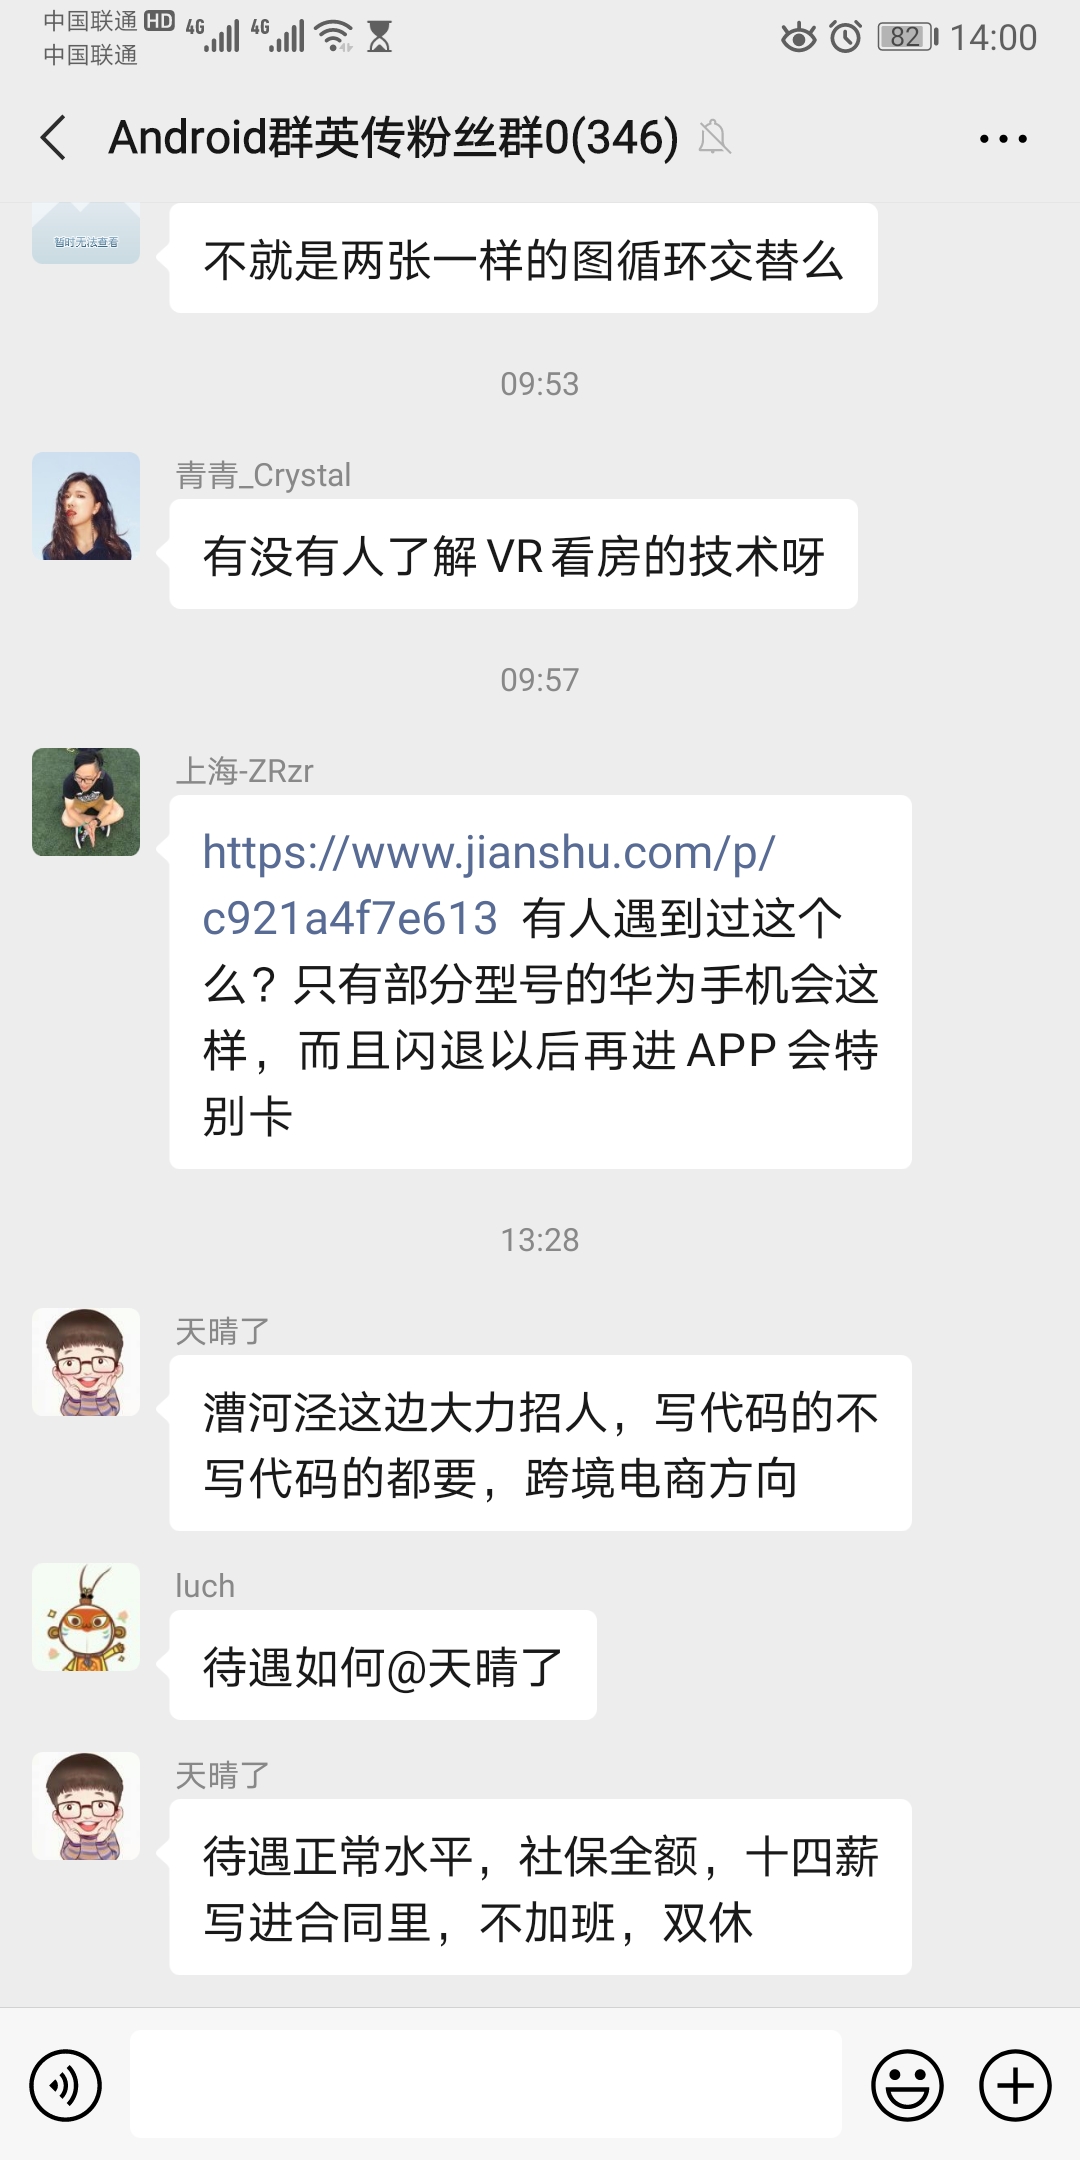 中国联通 HD 4G 4G 82 14:00
中国联通
Android群英传粉丝群0(346)
暂时无法查看
不就是两张一样的图循环交替么
09:53
青青_Crystal
有没有人了解VR看房的技术呀
09:57
上海-ZRzr
https://www.jianshu.com/p/
c921a4f7e613 有人遇到过这个
么？只有部分型号的华为手机会这
样，而且闪退以后再进APP会特
别卡
13:28
天晴了
漕河泾这边大力招人，写代码的不
写代码的都要，跨境电商方向
luch
待遇如何@天晴了
天晴了
待遇正常水平，社保全额，十四薪
写进合同里，不加班，双休